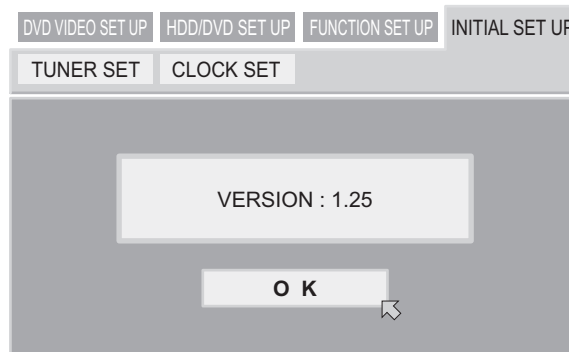 DVD VIDEO SET UP HDD/DVD SET UP FUNCTION SET UP INITIAL SET UP
TUNER SET CLOCK SET
VERSION : 1.25
O K